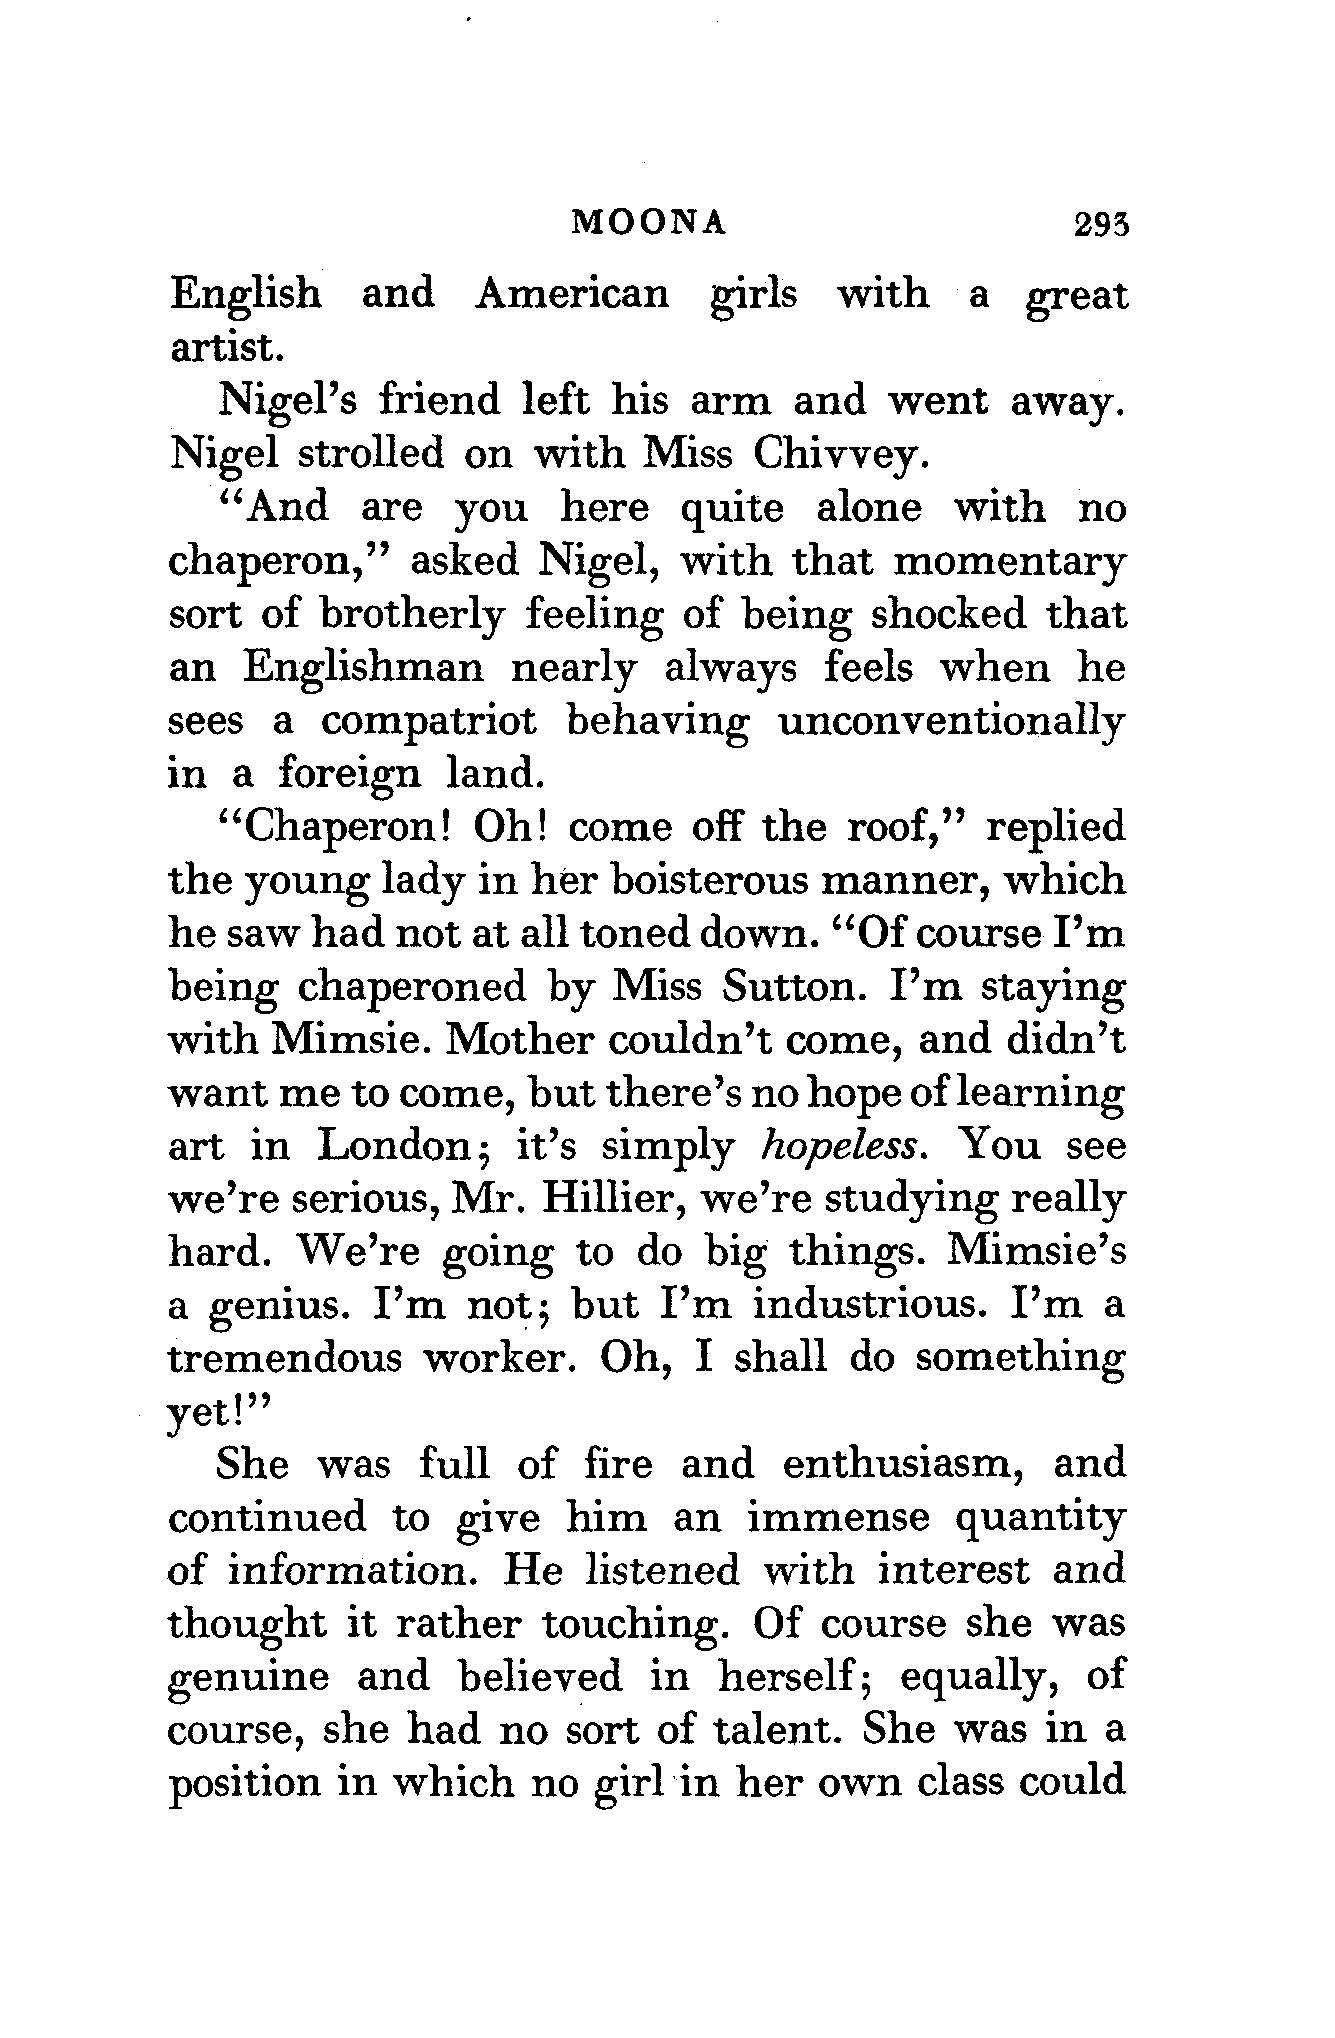 MOONA 293
English and American girls with a great
artist.
Nigel's friend left his arm and went away.
Nigel strolled on with Miss Chivvey.
“And are you here quite alone with no
chaperon,” asked Nigel, with that momentary
sort of brotherly feeling of being shocked that
an Englishman nearly always feels when he
sees a compatriot behaving unconventionally
in a foreign land.
“Chaperon! Oh! come off the roof,” replied
the young lady in her boisterous manner, which
he saw had not at all toned down. “Of course I'm
being chaperoned by Miss Sutton. I'm staying
with Mimsie. Mother couldn't come, and didn't
want me to come, but there's no hope of learning
art in London; it's simply hopeless. You see
we're serious, Mr. Hillier, we're studying really
hard. We're going to do big things. Mimsie's
a genius. I'm not; but I'm industrious. I'm a
tremendous worker. Oh, I shall do something
yet!”
She was full of fire and enthusiasm, and
continued to give him an immense quantity
of information. He listened with interest and
thought it rather touching. Of course she was
genuine and believed in herself; equally, of
course, she had no sort of talent. She was in a
position in which no girl in her own class could